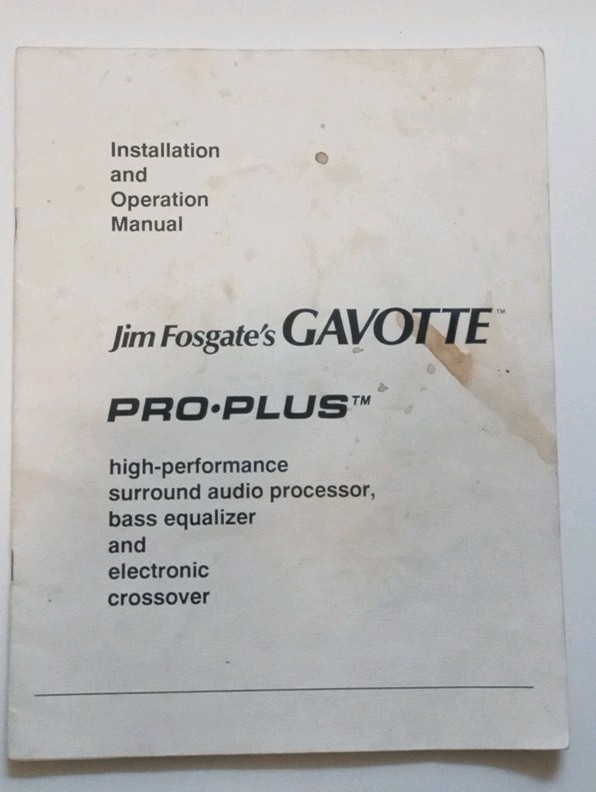 Installation
and
Operation
Manual
Jim Fosgate's GAVOTTE™
PRO•PLUS™
high-performance
surround audio processor,
bass equalizer
and
electronic
crossover